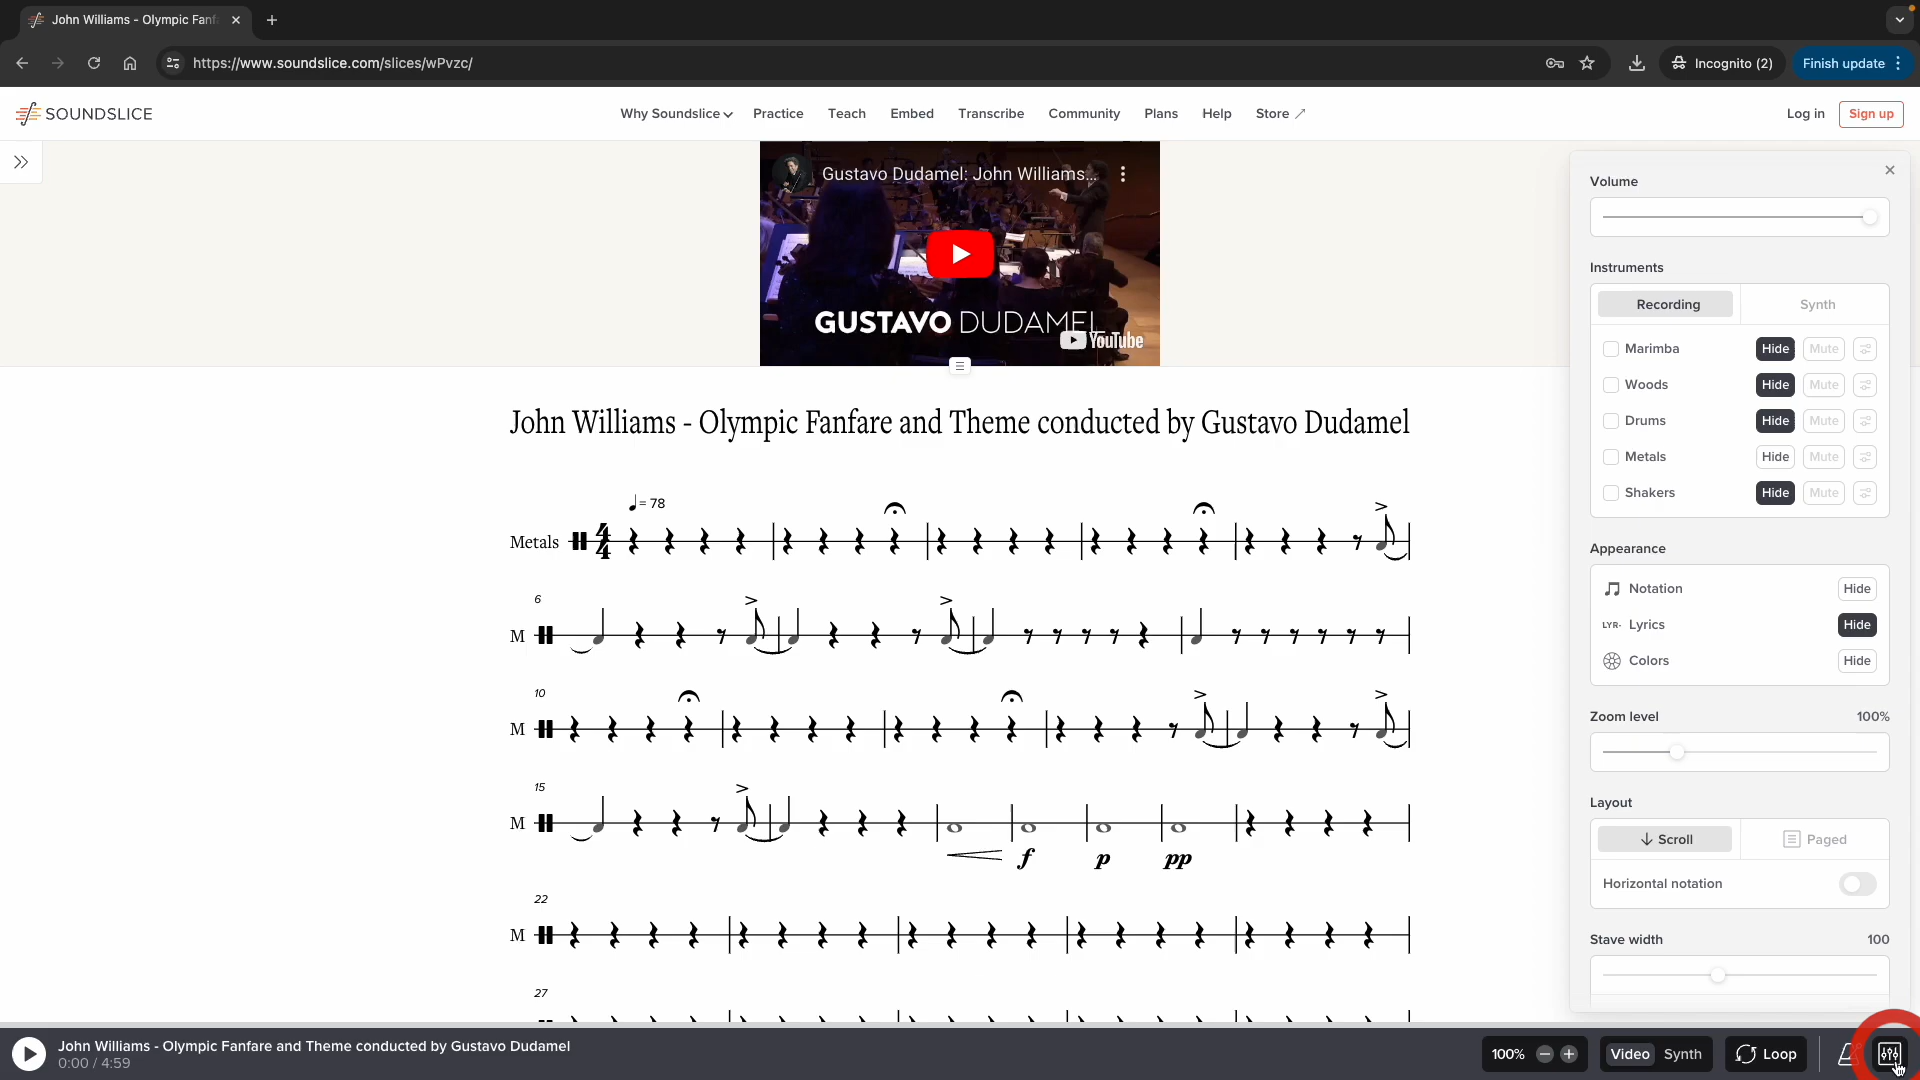 John Williams - Olympic Fanf
https://www.soundslice.com/slices/wPvzc/
Incognito (2)
Finish update
SOUNDSLICE
Why Soundslice
Practice
Teach
Embed
Transcribe
Community
Plans
Help
Store
Log in
Sign up
Gustavo Dudamel: John Williams...
GUSTAVO DUDAMEL
YouTube
Volume
Instruments
Recording
Synth
Marimba Hide Mute
Woods Hide Mute
Drums Hide Mute
Metals Hide Mute
Shakers Hide Mute
Appearance
Notation Hide
LYR. Lyrics Hide
Colors Hide
Zoom level 100%
Layout
Scroll
Paged
Horizontal notation
Stave width 100
John Williams - Olympic Fanfare and Theme conducted by Gustavo Dudamel
= 78
Metals 4 4
6
M
10
M
15
M
f p pp
22
M
27
John Williams - Olympic Fanfare and Theme conducted by Gustavo Dudamel
0:00 / 4:59
100%
Video
Synth
Loop